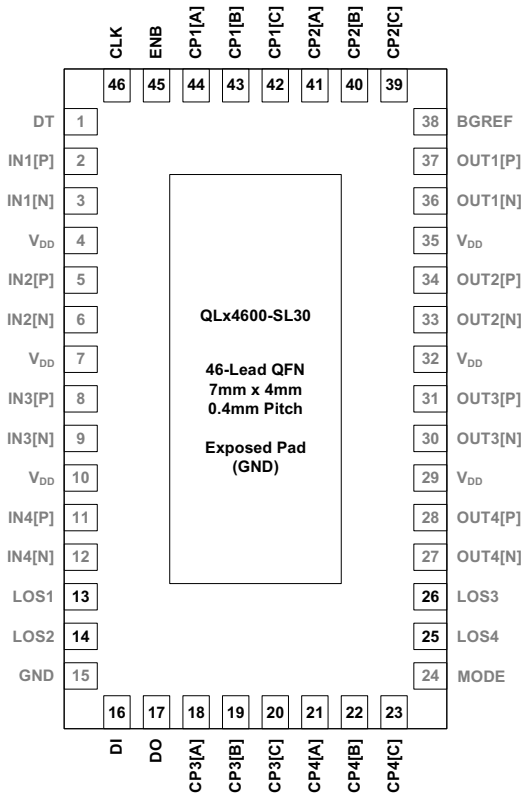 CLK ENB CP1[A] CP1[B] CP1[C] CP2[A] CP2[B] CP2[C]
46 45 44 43 42 41 40 39
DT 1 38 BGREF
IN1[P] 2 37 OUT1[P]
IN1[N] 3 36 OUT1[N]
VDD 4 35 VDD
IN2[P] 5 34 OUT2[P]
IN2[N] 6 33 OUT2[N]
VDD 7 32 VDD
IN3[P] 8 31 OUT3[P]
IN3[N] 9 30 OUT3[N]
VDD 10 29 VDD
IN4[P] 11 28 OUT4[P]
IN4[N] 12 27 OUT4[N]
LOS1 13 26 LOS3
LOS2 14 25 LOS4
GND 15 24 MODE
QLx4600-SL30
46-Lead QFN
7mm x 4mm
0.4mm Pitch
Exposed Pad
(GND)
16 17 18 19 20 21 22 23
DI DO CP3[A] CP3[B] CP3[C] CP4[A] CP4[B] CP4[C]